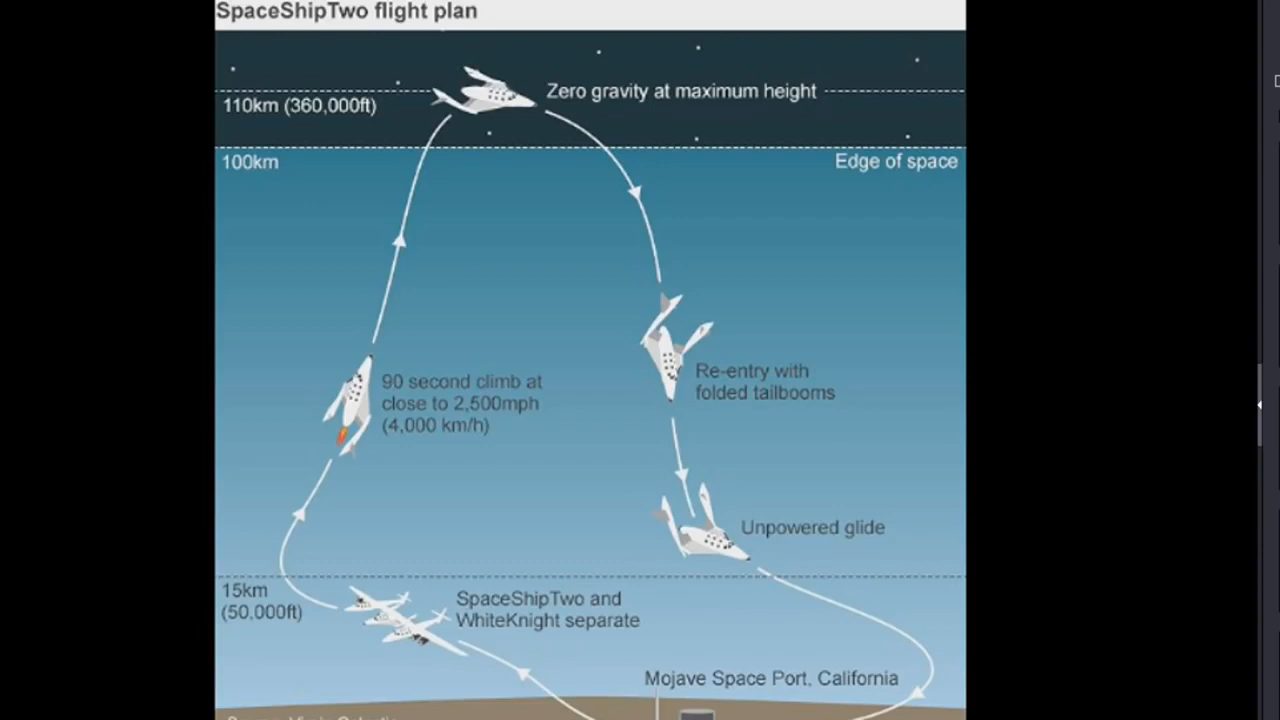 SpaceShipTwo flight plan
Zero gravity at maximum height
110km (360,000ft)
100km
Edge of space
90 second climb at
close to 2,500mph
(4,000 km/h)
Re-entry with
folded tailbooms
Unpowered glide
15km
(50,000ft)
SpaceShipTwo and
WhiteKnight separate
Mojave Space Port, California